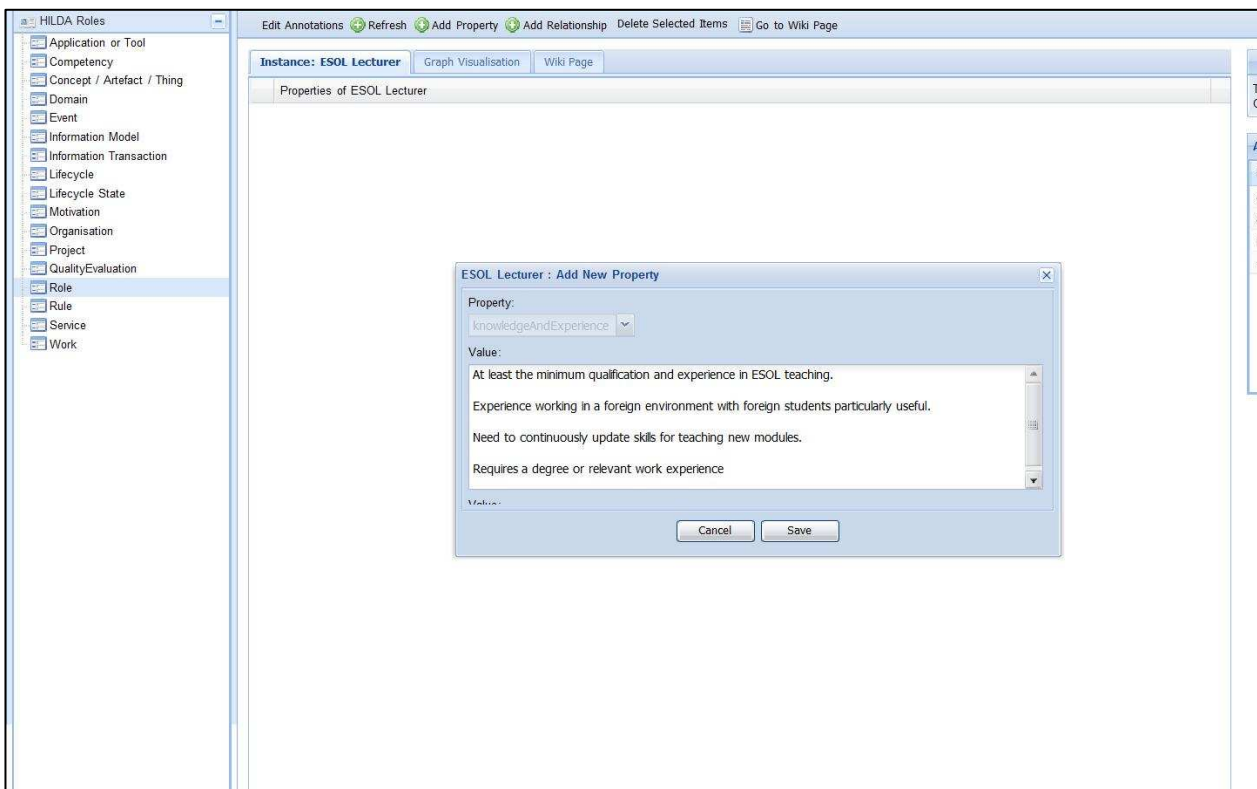 HILDA Roles
Application or Tool
Competency
Concept / Artefact / Thing
Domain
Event
Information Model
Information Transaction
Lifecycle
Lifecycle State
Motivation
Organisation
Project
QualityEvaluation
Role
Rule
Service
Work
Edit Annotations Refresh Add Property Add Relationship Delete Selected Items Go to Wiki Page
Instance: ESOL Lecturer Graph Visualisation Wiki Page
Properties of ESOL Lecturer
ESOL Lecturer : Add New Property
Property:
knowledgeAndExperience
Value:
At least the minimum qualification and experience in ESOL teaching.
Experience working in a foreign environment with foreign students particularly useful.
Need to continuously update skills for teaching new modules.
Requires a degree or relevant work experience
Value:
Cancel Save